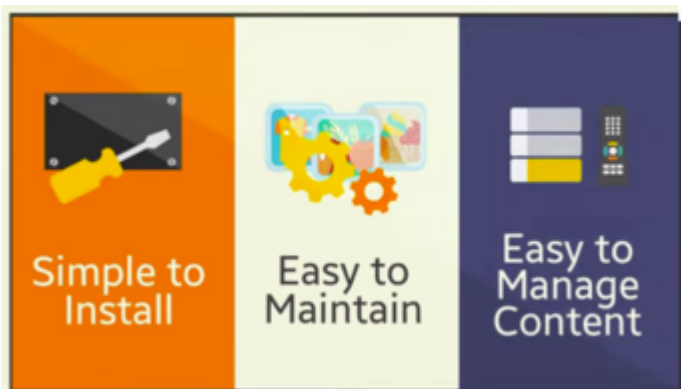 Simple to
Install
Easy to
Maintain
Easy to
Manage
Content